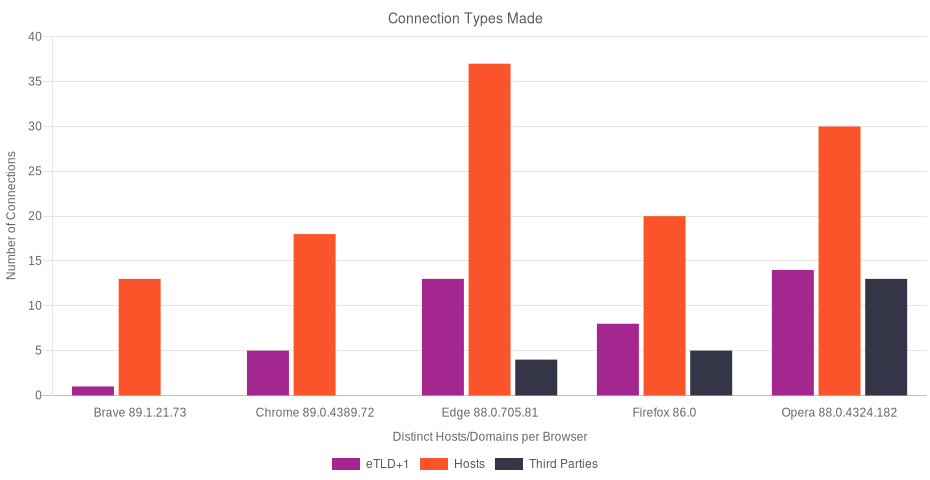 Connection Types Made
40
35
30
25
20
15
10
5
0
Number of Connections
Brave 89.1.21.73 Chrome 89.0.4389.72 Edge 88.0.705.81 Firefox 86.0 Opera 88.0.4324.182
Distinct Hosts/Domains per Browser
eTLD+1 Hosts Third Parties